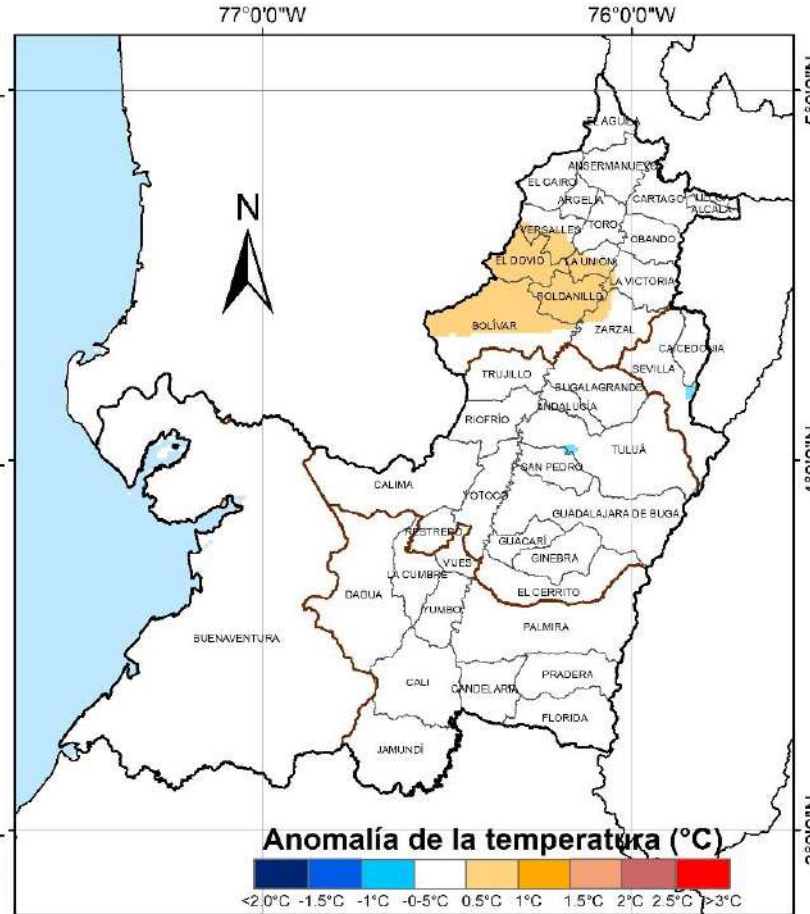 77°0'0"W 76°0'0"W
N
ANSERMANUEVO
EL CAIRO
ARGELIA
CARTAGO
ALCALA
TORO
VERSALLES
OBANDO
EL DOVIO
LA UNION
LA VICTORIA
ROLDANILLO
BOLÍVAR
ZARZAL
CAICEDONIA
SEVILLA
TRUJILLO
BUGALAGRANDE
ANDALUCÍA
RIOFRÍO
TULUÁ
SAN PEDRO
CALIMA
YOTOCO
GUADALAJARA DE BUGA
RESTREPO
GUACARÍ
GINEBRA
VIJES
LA CUMBRE
EL CERRITO
DAGUA
YUMBO
PALMIRA
BUENAVENTURA
PRADERA
CALI
CANDELARIA
FLORIDA
JAMUNDÍ
Anomalía de la temperatura (°C)
<2.0°C -1.5°C -1°C -0.5°C 0.5°C 1°C 1.5°C 2°C 2.5°C >3°C